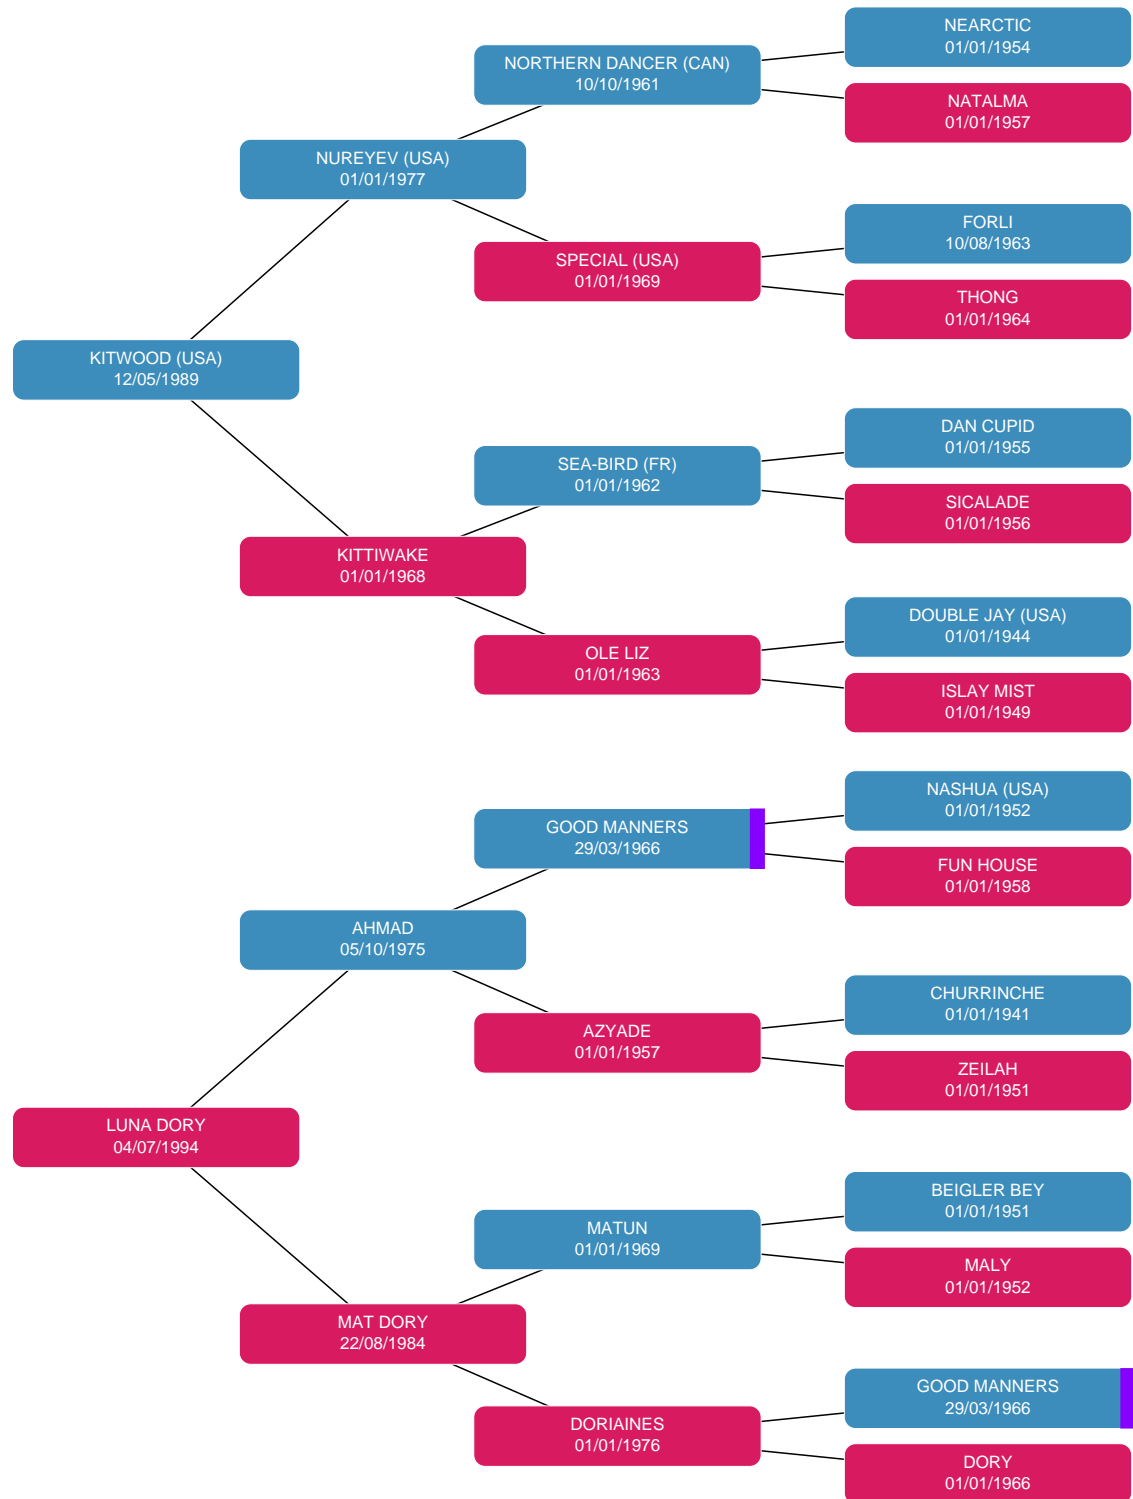 NEARCTIC
01/01/1954
NORTHERN DANCER (CAN)
10/10/1961
NATALMA
01/01/1957
NUREYEV (USA)
01/01/1977
FORLI
10/08/1963
SPECIAL (USA)
01/01/1969
THONG
01/01/1964
KITWOOD (USA)
12/05/1989
DAN CUPID
01/01/1955
SEA-BIRD (FR)
01/01/1962
SICALADE
01/01/1956
KITTIWAKE
01/01/1968
DOUBLE JAY (USA)
01/01/1944
OLE LIZ
01/01/1963
ISLAY MIST
01/01/1949
NASHUA (USA)
01/01/1952
GOOD MANNERS
29/03/1966
FUN HOUSE
01/01/1958
AHMAD
05/10/1975
CHURRINCHE
01/01/1941
AZYADE
01/01/1957
ZEILAH
01/01/1951
LUNA DORY
04/07/1994
BEIGLER BEY
01/01/1951
MATUN
01/01/1969
MALY
01/01/1952
MAT DORY
22/08/1984
GOOD MANNERS
29/03/1966
DORIAINES
01/01/1976
DORY
01/01/1966